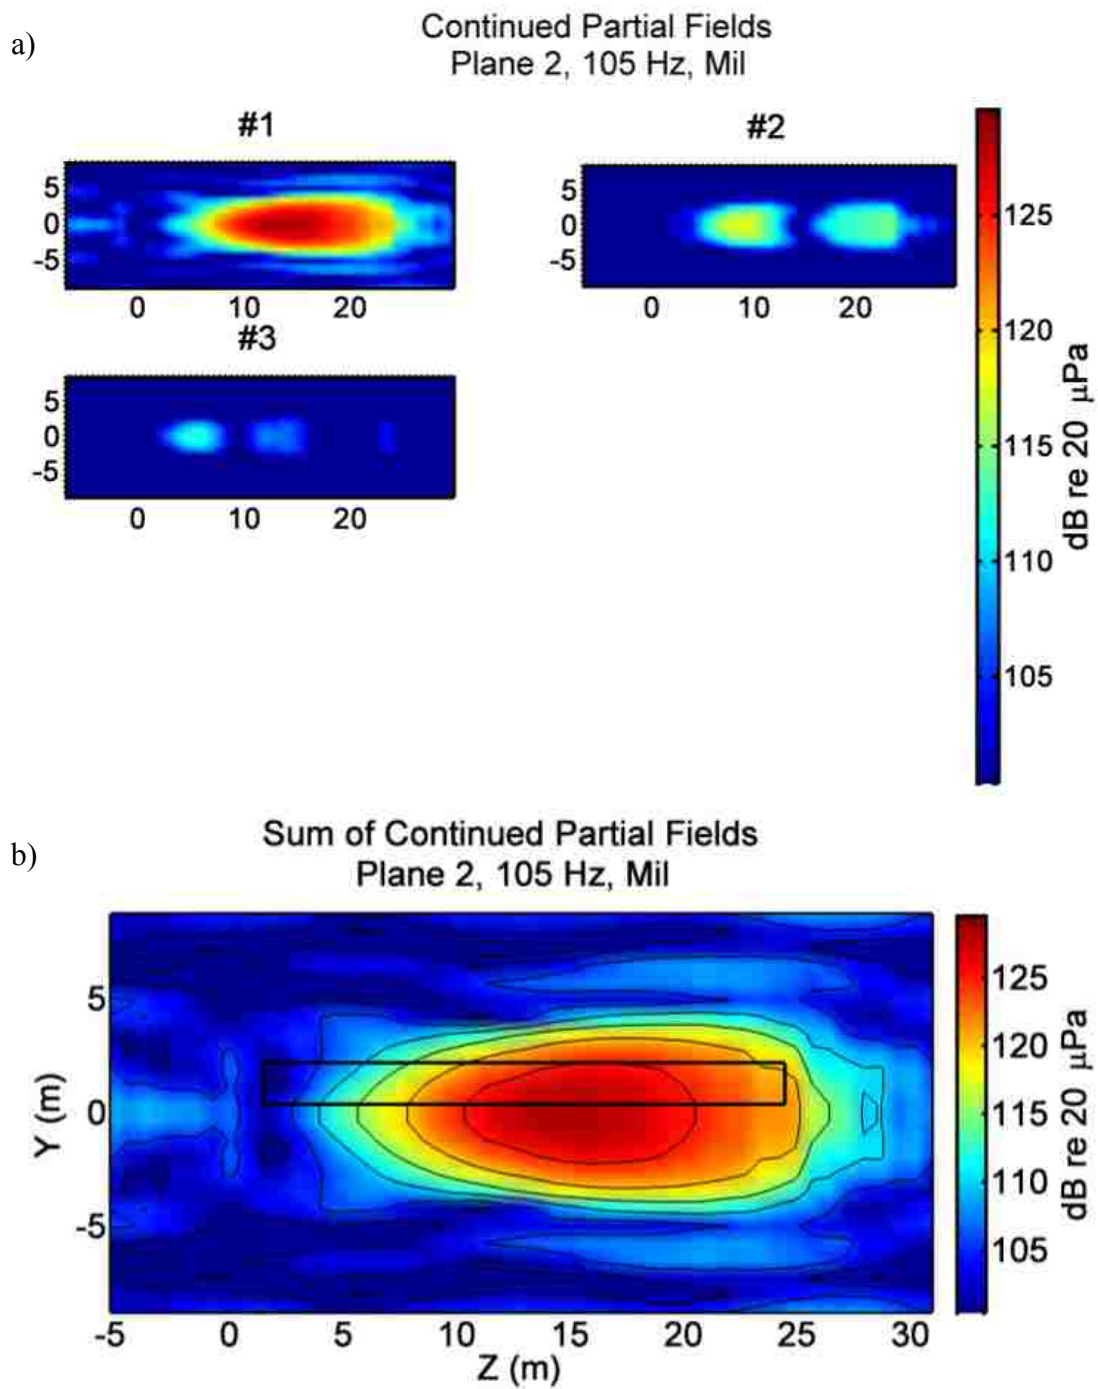 a)
Continued Partial Fields
Plane 2, 105 Hz, Mil
#1
5
0
-5
0 10 20
#2
5
0
-5
0 10 20
#3
5
0
-5
0 10 20
125
120
115
110
105
dB re 20 μPa
b)
Sum of Continued Partial Fields
Plane 2, 105 Hz, Mil
5
0
-5
Y (m)
-5 0 5 10 15 20 25 30
Z (m)
125
120
115
110
105
dB re 20 μPa